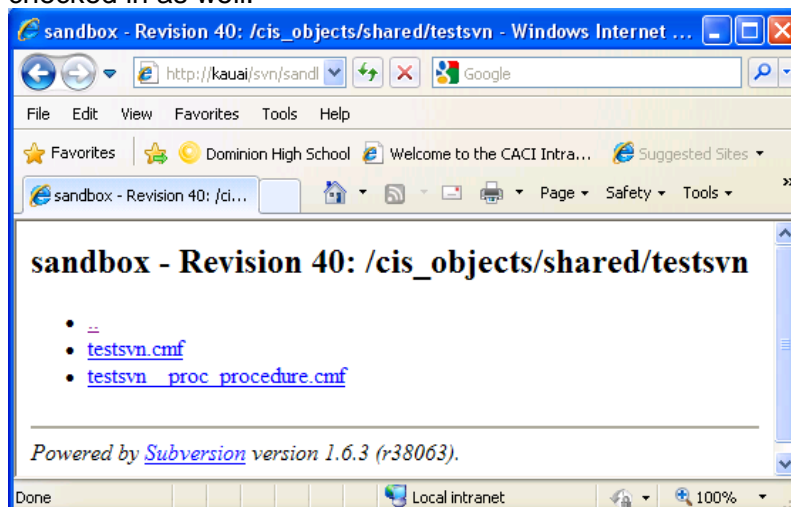 checked in as well.
sandbox - Revision 40: /cis_objects/shared/testsvn - Windows Internet ...
http://kauai/svn/sandl
Google
File Edit View Favorites Tools Help
Favorites Dominion High School Welcome to the CACI Intra... Suggested Sites
sandbox - Revision 40: /ci... Page Safety Tools »
sandbox - Revision 40: /cis_objects/shared/testsvn
• ..
• testsvn.cmf
• testsvn__proc_procedure.cmf
Powered by Subversion version 1.6.3 (r38063).
Done Local intranet 100%